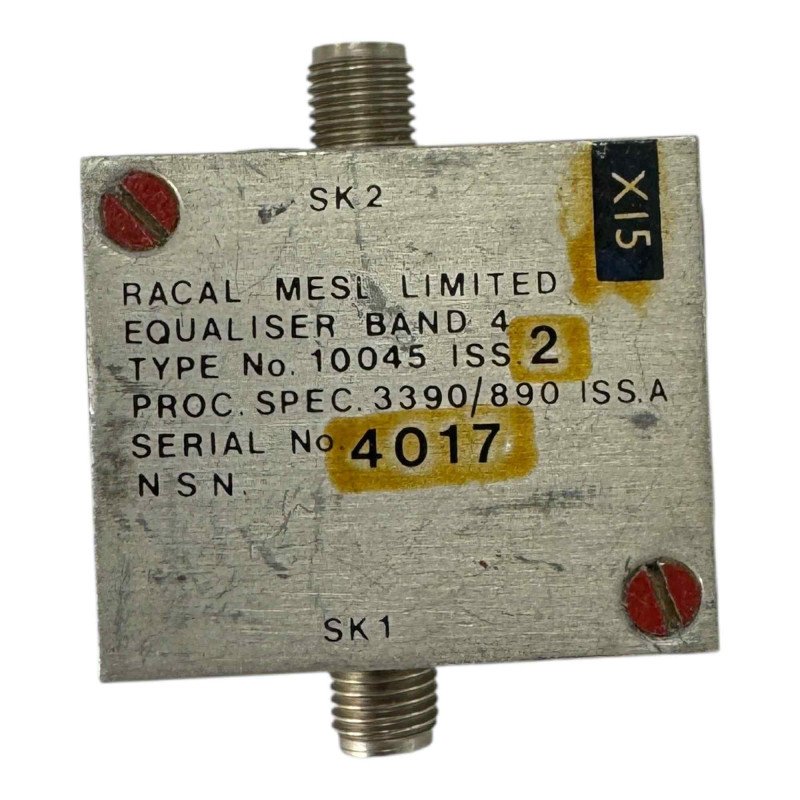 SK2
X15
RACAL MESL LIMITED
EQUALISER BAND 4
TYPE No. 10045 ISS. 2
PROC. SPEC. 3390/890 ISS.A
SERIAL No. 4017
N S N.
SK1